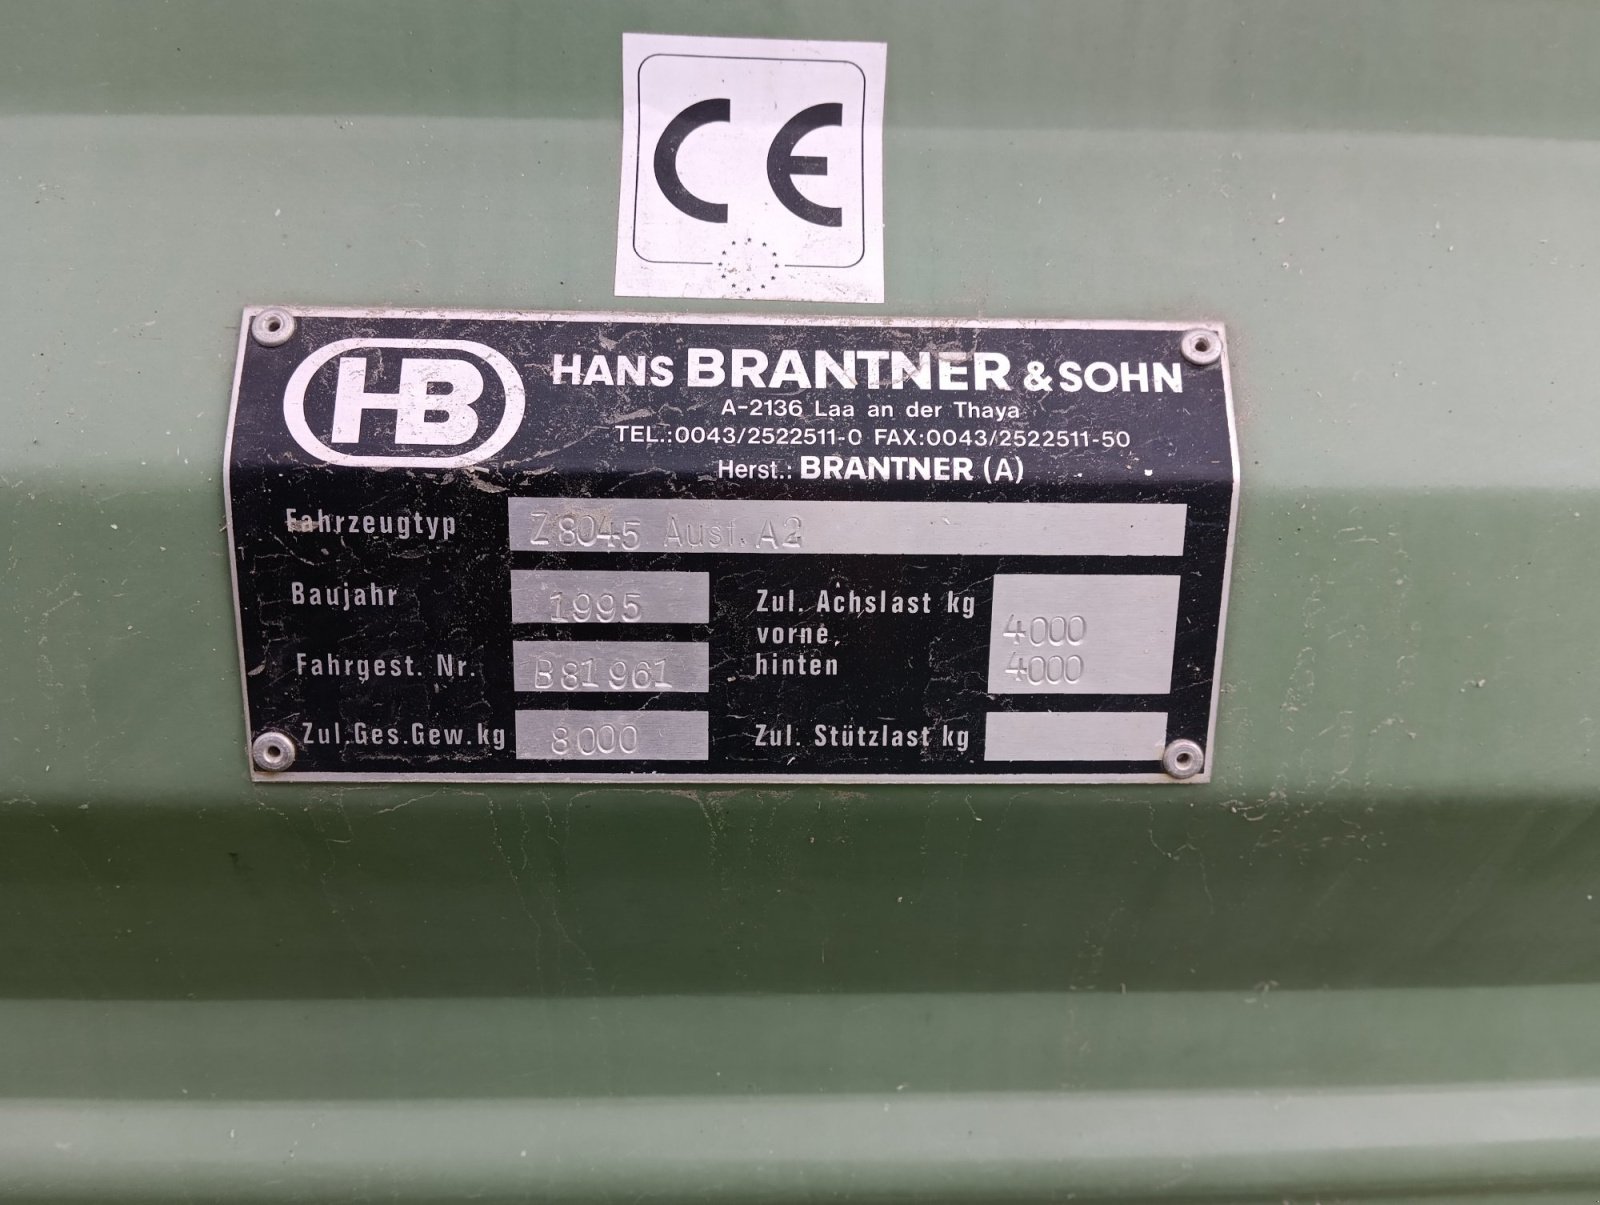 CE
HB
HANS BRANTNER & SOHN
A-2136 Laa an der Thaya
TEL.:0043/2522511-0 FAX:0043/2522511-50
Herst.: BRANTNER (A)
Fahrzeugtyp Z 8045 Ausf. A2
Baujahr 1995
Fahrgest. Nr. B81961
Zul.Ges.Gew.kg 8000
Zul. Achslast kg
vorne 4000
hinten 4000
Zul. Stützlast kg